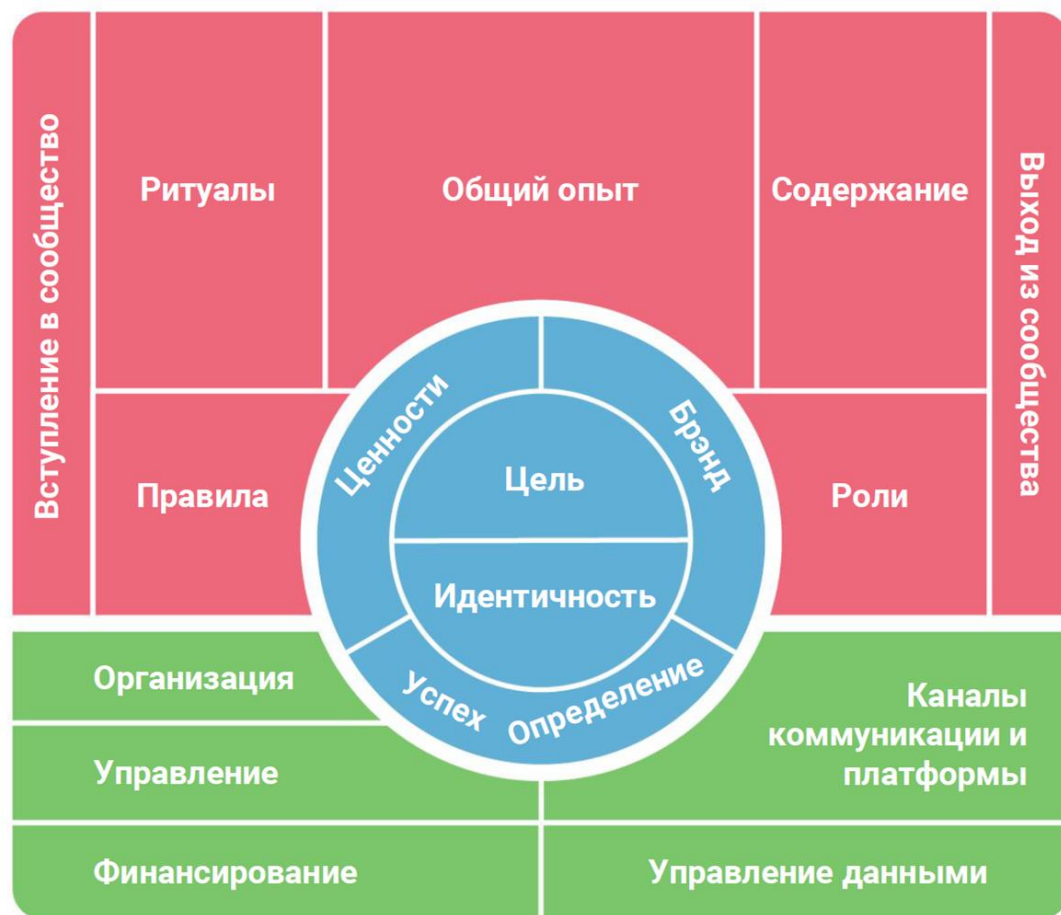 Вступление в сообщество
Ритуалы
Общий опыт
Содержание
Выход из сообщества
Правила
Ценности
Цель
Брэнд
Роли
Идентичность
Успех Определение
Организация
Управление
Финансирование
Каналы
коммуникации и
платформы
Управление данными